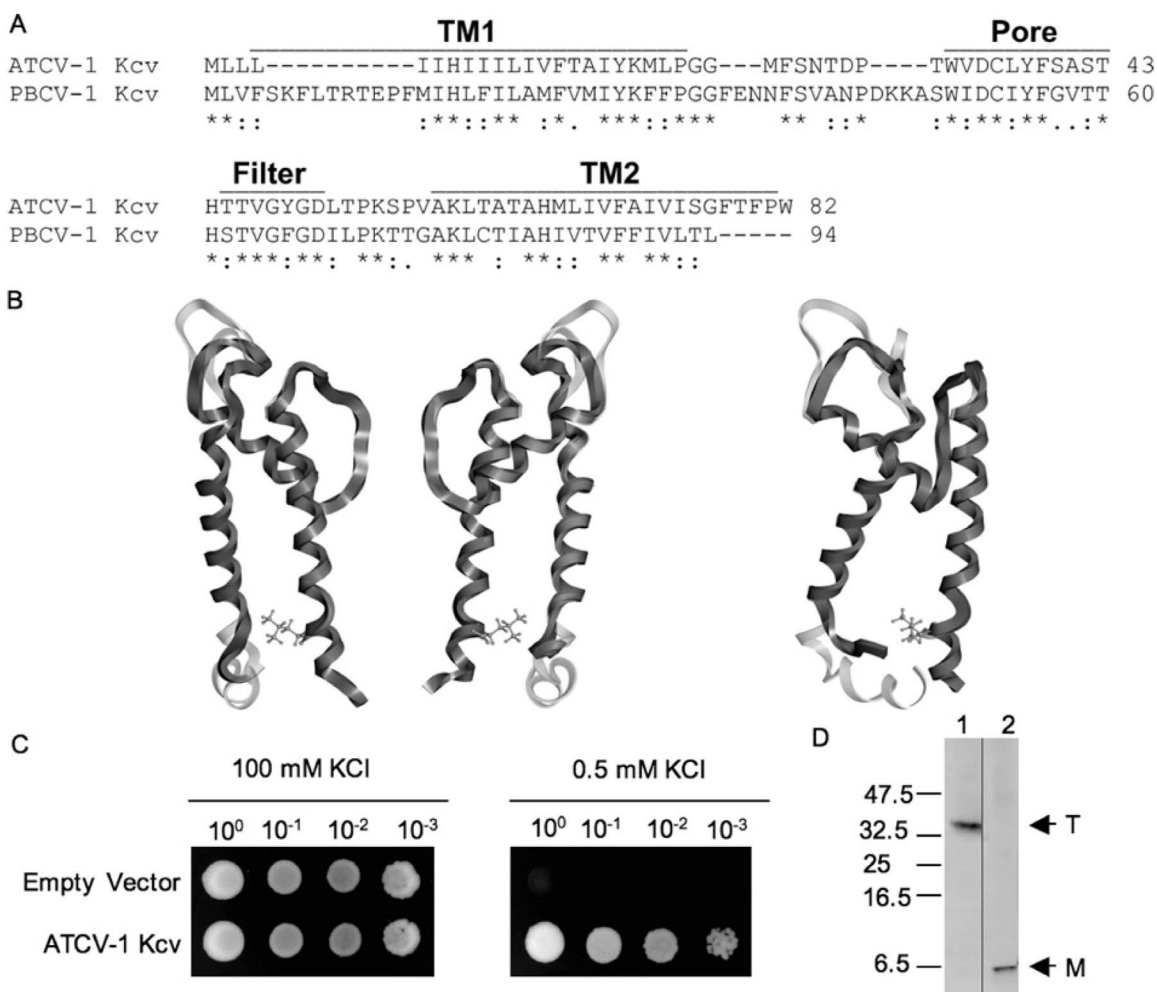 A
TM1 Pore
ATCV-1 Kcv MLLL----------IIHIIILIVFTAIYKMLPGG---MFSNTDP----TWVDCLYFSAST 43
PBCV-1 Kcv MLVFSKFLTRTEPFMIHLFILAMFVMIYKFFPGGFENNFSVANPDKKASWIDCIYFGVTT 60
**:: :**::** :*. ***::*** ** ::* :*:**:**..:*
Filter TM2
ATCV-1 Kcv HTTVGYGDLTPKSPVAKLTATAHMLIVFAIVISGFTFPW 82
PBCV-1 Kcv HSTVGFGDILPKTTGAKLCTIAHIVTVFFIVLTL----- 94
*:***:**: **:. *** : **:: ** **::
B
C
100 mM KCl 0.5 mM KCl
10⁰ 10⁻¹ 10⁻² 10⁻³ 10⁰ 10⁻¹ 10⁻² 10⁻³
Empty Vector
ATCV-1 Kcv
D
1 2
47.5
32.5
25
16.5
6.5
T
M